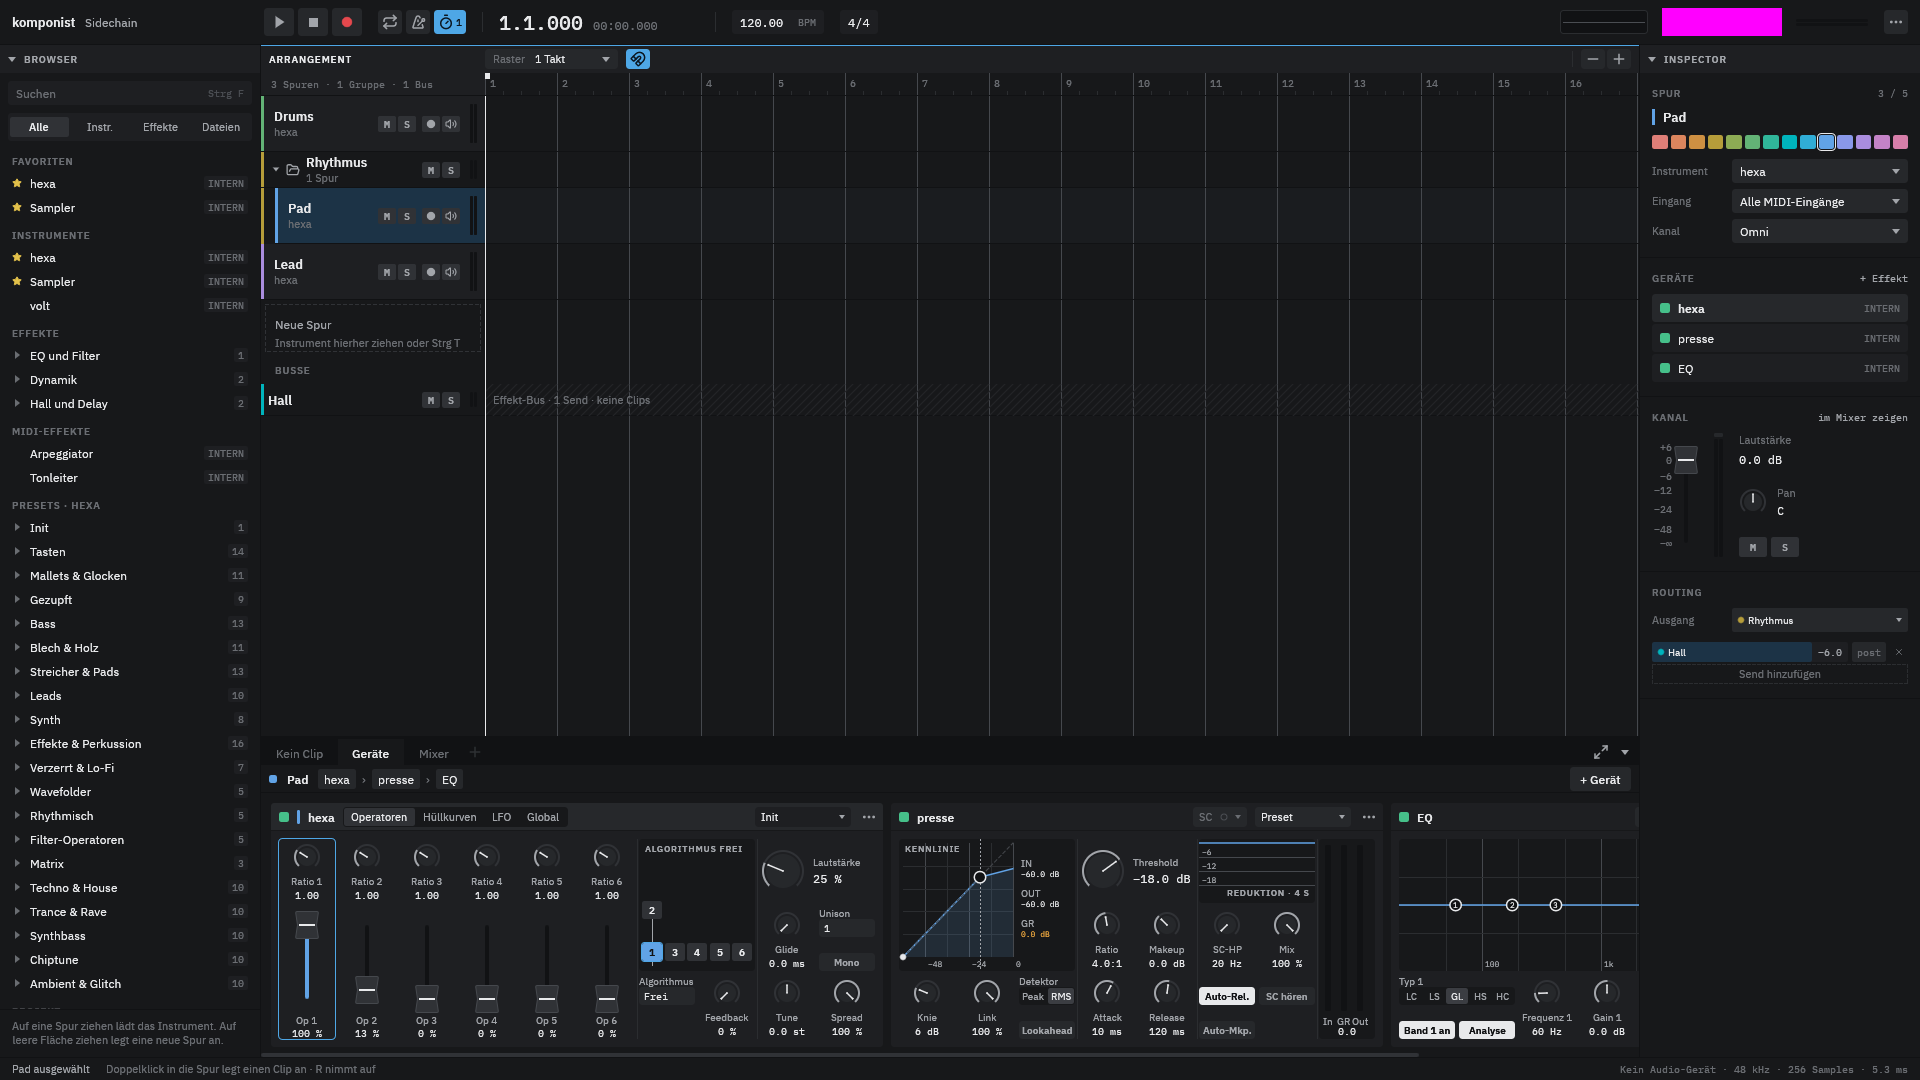 komponist Sidechain
1 1.1.000 00:00.000 120.00 BPM 4/4
BROWSER
Suchen Strg F
Alle Instr. Effekte Dateien
FAVORITEN
hexa INTERN
Sampler INTERN
INSTRUMENTE
hexa INTERN
Sampler INTERN
volt INTERN
EFFEKTE
EQ und Filter 1
Dynamik 2
Hall und Delay 2
MIDI-EFFEKTE
Arpeggiator INTERN
Tonleiter INTERN
PRESETS · HEXA
Init 1
Tasten 14
Mallets & Glocken 11
Gezupft 9
Bass 13
Blech & Holz 11
Streicher & Pads 13
Leads 10
Synth 8
Effekte & Perkussion 16
Verzerrt & Lo-Fi 7
Wavefolder 5
Rhythmisch 5
Filter-Operatoren 5
Matrix 3
Techno & House 10
Trance & Rave 10
Synthbass 10
Chiptune 10
Ambient & Glitch 10
Auf eine Spur ziehen lädt das Instrument. Auf
leere Fläche ziehen legt eine neue Spur an.
ARRANGEMENT Raster 1 Takt
3 Spuren · 1 Gruppe · 1 Bus 1 2 3 4 5 6 7 8 9 10 11 12 13 14 15 16
Drums M S
hexa
Rhythmus M S
1 Spur
Pad M S
hexa
Lead M S
hexa
Neue Spur
Instrument hierher ziehen oder Strg T
BUSSE
Hall M S Effekt-Bus · 1 Send · keine Clips
Kein Clip Geräte Mixer
Pad hexa › presse › EQ + Gerät
hexa Operatoren Hüllkurven LFO Global Init
Ratio 1 Ratio 2 Ratio 3 Ratio 4 Ratio 5 Ratio 6
1.00 1.00 1.00 1.00 1.00 1.00
Op 1 Op 2 Op 3 Op 4 Op 5 Op 6
100 % 13 % 0 % 0 % 0 % 0 %
ALGORITHMUS FREI
2
1 3 4 5 6
Algorithmus
Frei
Feedback
0 %
Lautstärke
25 %
Glide
0.0 ms
Unison
1
Mono
Tune
0.0 st
Spread
100 %
presse SC Preset
KENNLINIE
-48 -24 0
IN
-60.0 dB
OUT
-60.0 dB
GR
0.0 dB
Knie
6 dB
Link
100 %
Detektor
Peak RMS
Lookahead
Threshold
-18.0 dB
Ratio
4.0:1
Makeup
0.0 dB
Attack
10 ms
Release
120 ms
-6
-12
-18
REDUKTION · 4 S
SC-HP
20 Hz
Mix
100 %
Auto-Rel. SC hören
Auto-Mkp.
In GR Out
0.0
EQ
1 2 3
100 1k
Typ 1
LC LS GL HS HC
Band 1 an Analyse
Frequenz 1
60 Hz
Gain 1
0.0 dB
INSPECTOR
SPUR 3 / 5
Pad
Instrument hexa
Eingang Alle MIDI-Eingänge
Kanal Omni
GERÄTE + Effekt
hexa INTERN
presse INTERN
EQ INTERN
KANAL im Mixer zeigen
+6
0
-6
-12
-24
-48
-∞
Lautstärke
0.0 dB
Pan
C
M S
ROUTING
Ausgang Rhythmus
Hall -6.0 post ×
Send hinzufügen
Pad ausgewählt Doppelklick in die Spur legt einen Clip an · R nimmt auf
Kein Audio-Gerät · 48 kHz · 256 Samples · 5.3 ms